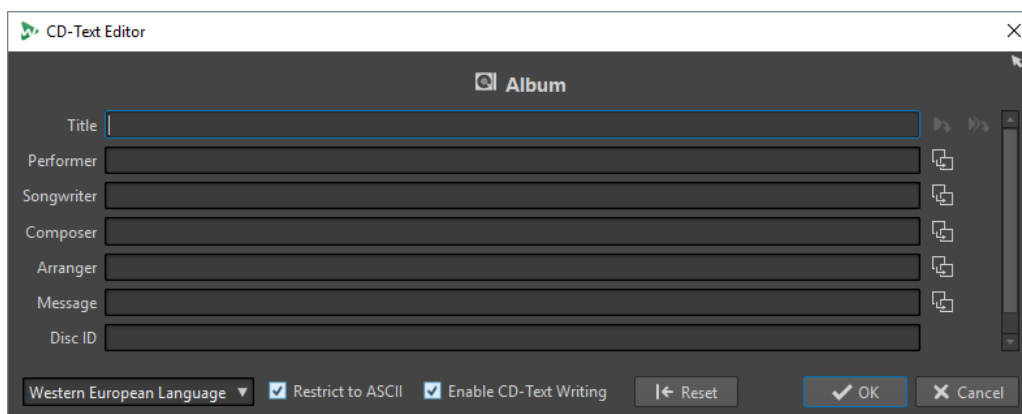 CD-Text Editor
Album
Title
Performer
Songwriter
Composer
Arranger
Message
Disc ID
Western European Language Restrict to ASCII Enable CD-Text Writing Reset OK Cancel